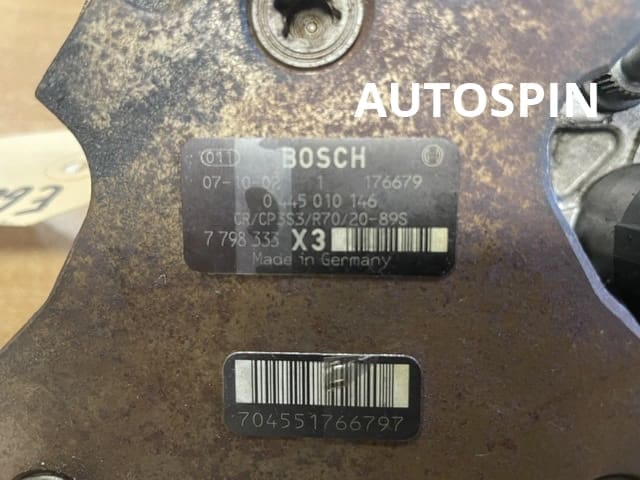 AUTOSPIN
011 BOSCH
07-10-02 1 176679
0 445 010 146
CR/CP3S3/R70/20-89S
7 798 333 X3
Made in Germany
704551766797